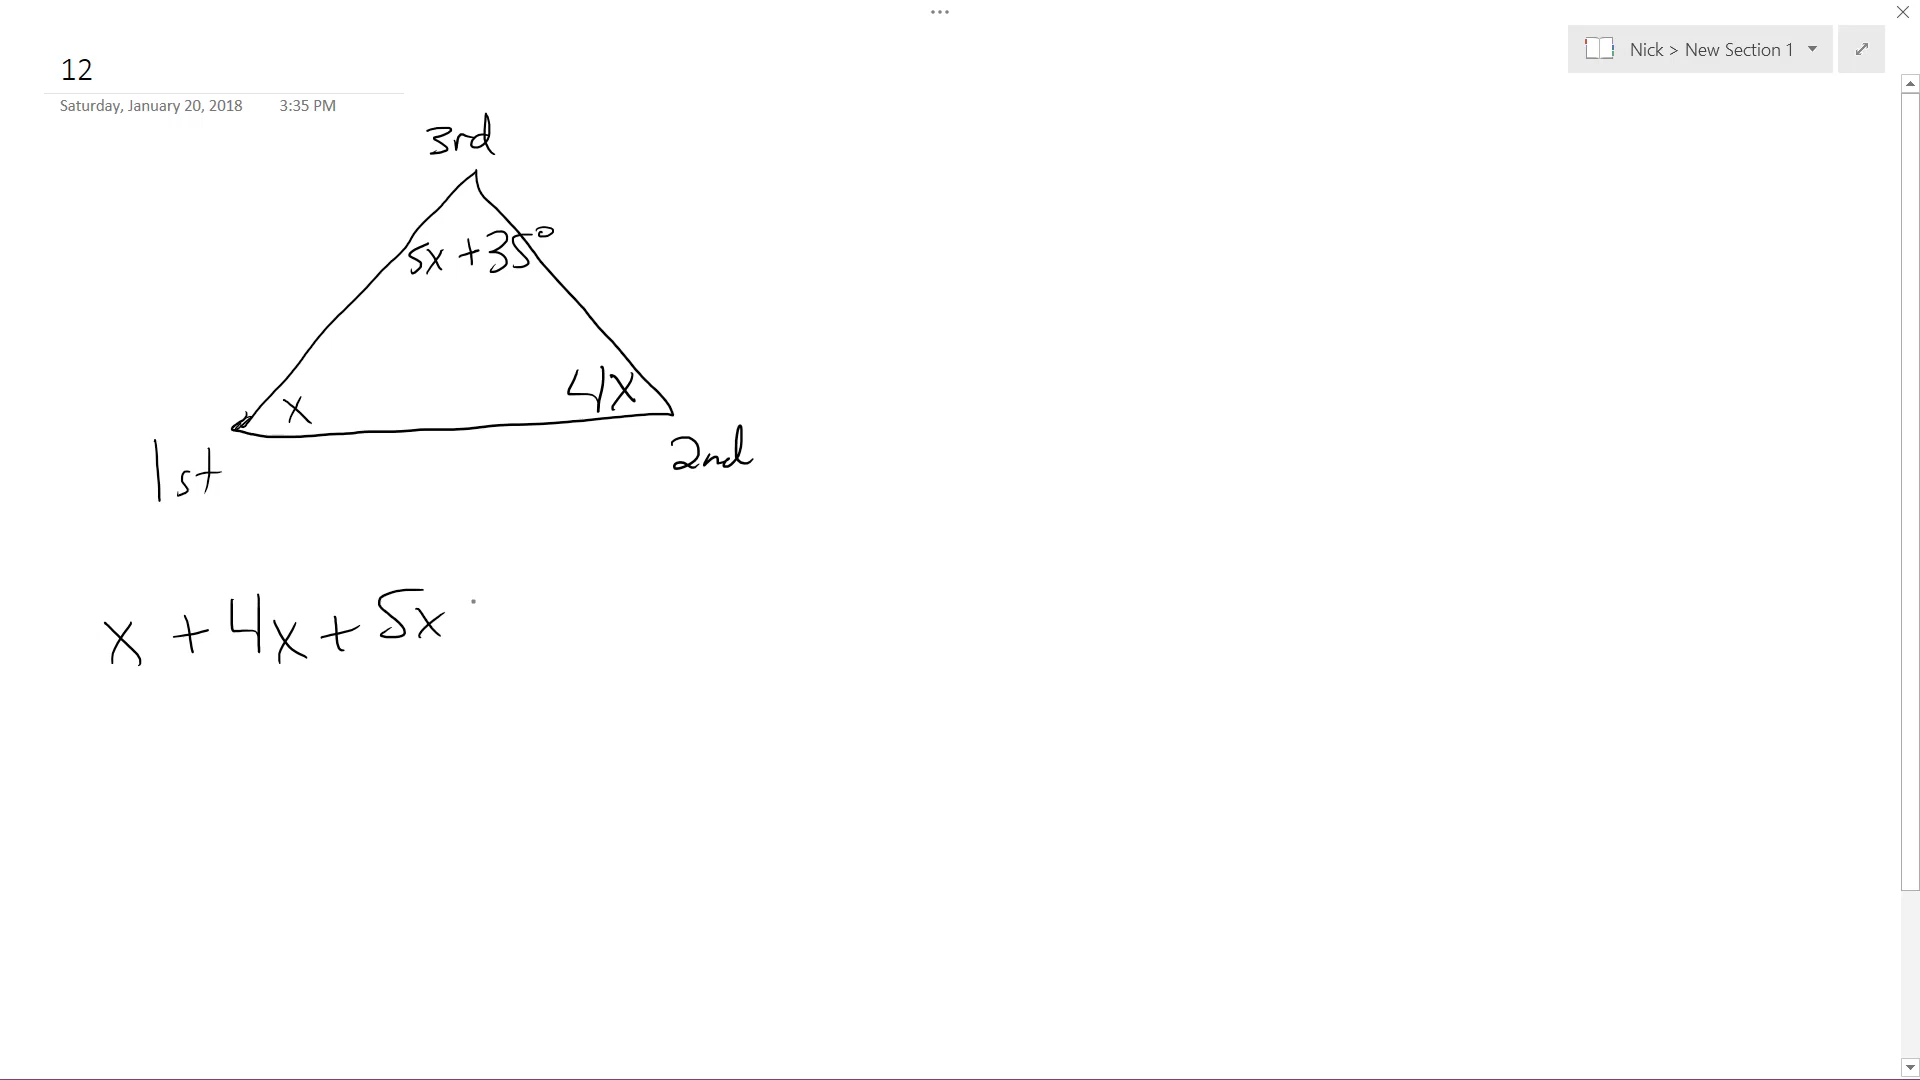 Nick > New Section 1
12
Saturday, January 20, 2018 3:35 PM
3rd
5x + 35°
x
4x
1st
2nd
x + 4x + 5x